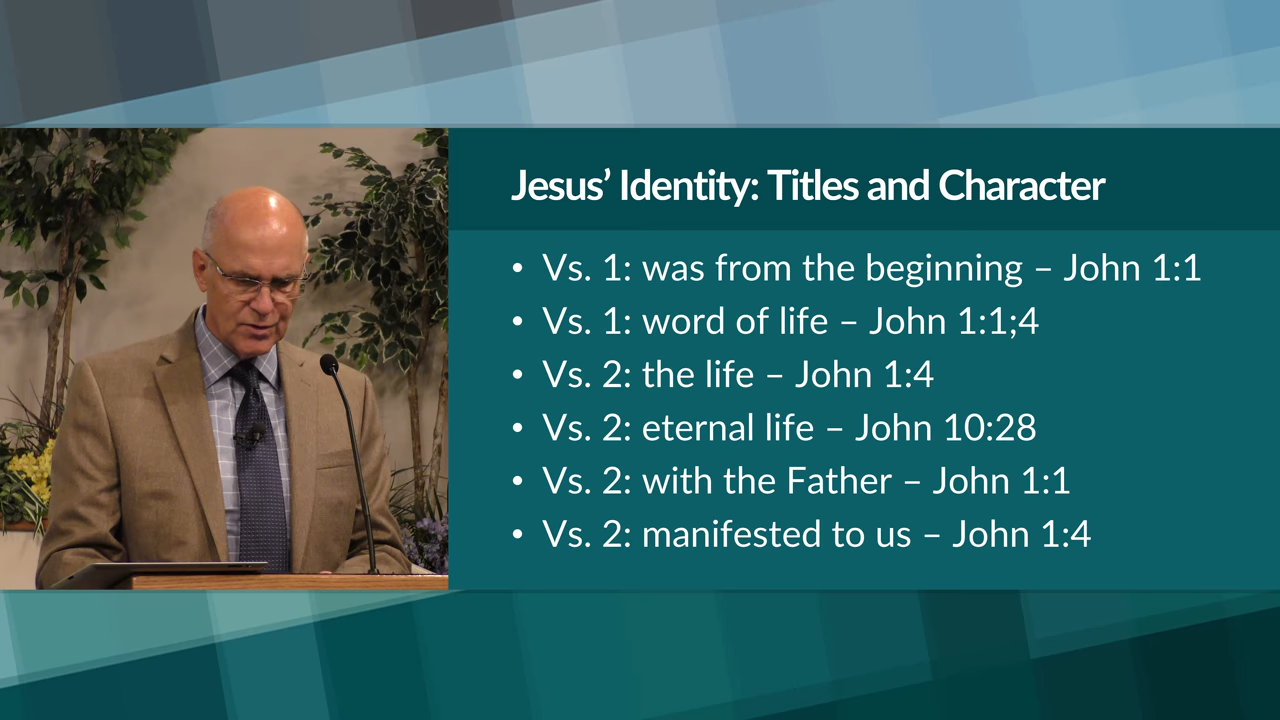 Jesus’ Identity: Titles and Character
• Vs. 1: was from the beginning – John 1:1
• Vs. 1: word of life – John 1:1;4
• Vs. 2: the life – John 1:4
• Vs. 2: eternal life – John 10:28
• Vs. 2: with the Father – John 1:1
• Vs. 2: manifested to us – John 1:4